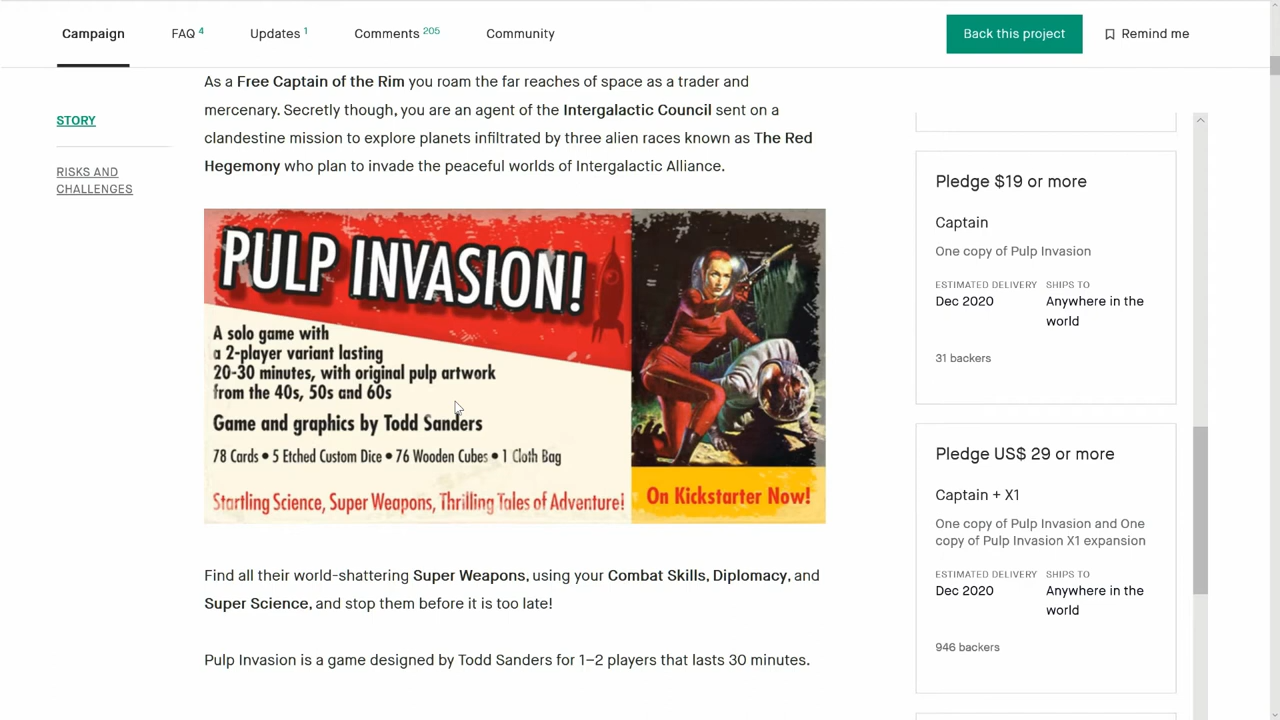 Campaign
FAQ 4
Updates 1
Comments 205
Community
Back this project
Remind me
STORY
RISKS AND
CHALLENGES
As a Free Captain of the Rim you roam the far reaches of space as a trader and
mercenary. Secretly though, you are an agent of the Intergalactic Council sent on a
clandestine mission to explore planets infiltrated by three alien races known as The Red
Hegemony who plan to invade the peaceful worlds of Intergalactic Alliance.
PULP INVASION!
A solo game with
a 2-player variant lasting
20-30 minutes, with original pulp artwork
from the 40s, 50s and 60s
Game and graphics by Todd Sanders
78 Cards • 5 Etched Custom Dice • 76 Wooden Cubes • 1 Cloth Bag
Startling Science, Super Weapons, Thrilling Tales of Adventure!
On Kickstarter Now!
Find all their world-shattering Super Weapons, using your Combat Skills, Diplomacy, and
Super Science, and stop them before it is too late!
Pulp Invasion is a game designed by Todd Sanders for 1–2 players that lasts 30 minutes.
Pledge $19 or more
Captain
One copy of Pulp Invasion
ESTIMATED DELIVERY
Dec 2020
SHIPS TO
Anywhere in the
world
31 backers
Pledge US$ 29 or more
Captain + X1
One copy of Pulp Invasion and One
copy of Pulp Invasion X1 expansion
ESTIMATED DELIVERY
Dec 2020
SHIPS TO
Anywhere in the
world
946 backers